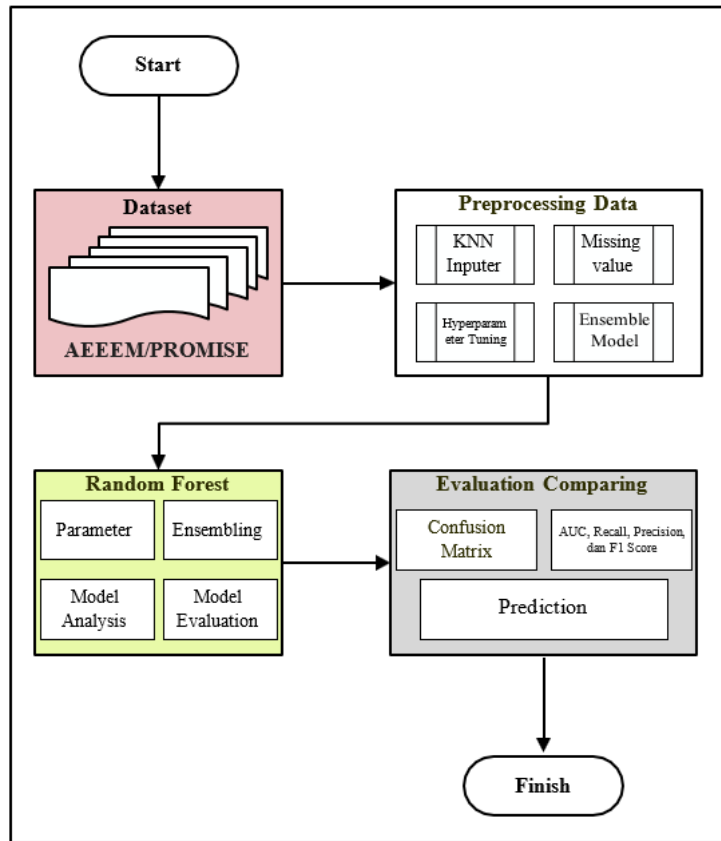 Start
Dataset
AEEEM/PROMISE
Preprocessing Data
KNN
Inputer
Missing
value
Hyperparam
eter Tuning
Ensemble
Model
Random Forest
Parameter
Ensembling
Model
Analysis
Model
Evaluation
Evaluation Comparing
Confusion
Matrix
AUC, Recall, Precision,
dan F1 Score
Prediction
Finish